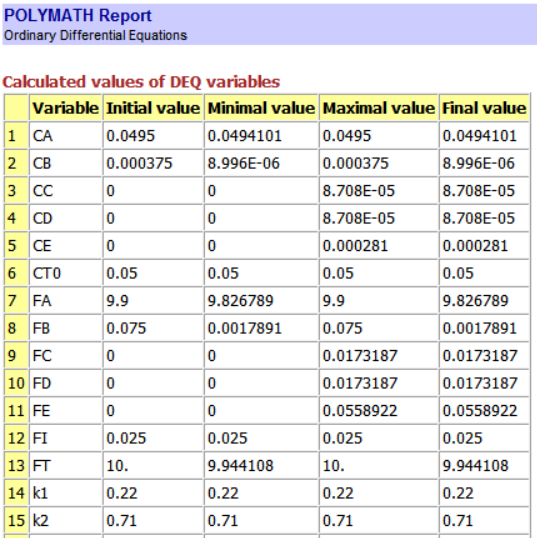 POLYMATH Report
Ordinary Differential Equations
Calculated values of DEQ variables
Variable Initial value Minimal value Maximal value Final value
1 CA 0.0495 0.0494101 0.0495 0.0494101
2 CB 0.000375 8.996E-06 0.000375 8.996E-06
3 CC 0 0 8.708E-05 8.708E-05
4 CD 0 0 8.708E-05 8.708E-05
5 CE 0 0 0.000281 0.000281
6 CT0 0.05 0.05 0.05 0.05
7 FA 9.9 9.826789 9.9 9.826789
8 FB 0.075 0.0017891 0.075 0.0017891
9 FC 0 0 0.0173187 0.0173187
10 FD 0 0 0.0173187 0.0173187
11 FE 0 0 0.0558922 0.0558922
12 FI 0.025 0.025 0.025 0.025
13 FT 10. 9.944108 10. 9.944108
14 k1 0.22 0.22 0.22 0.22
15 k2 0.71 0.71 0.71 0.71